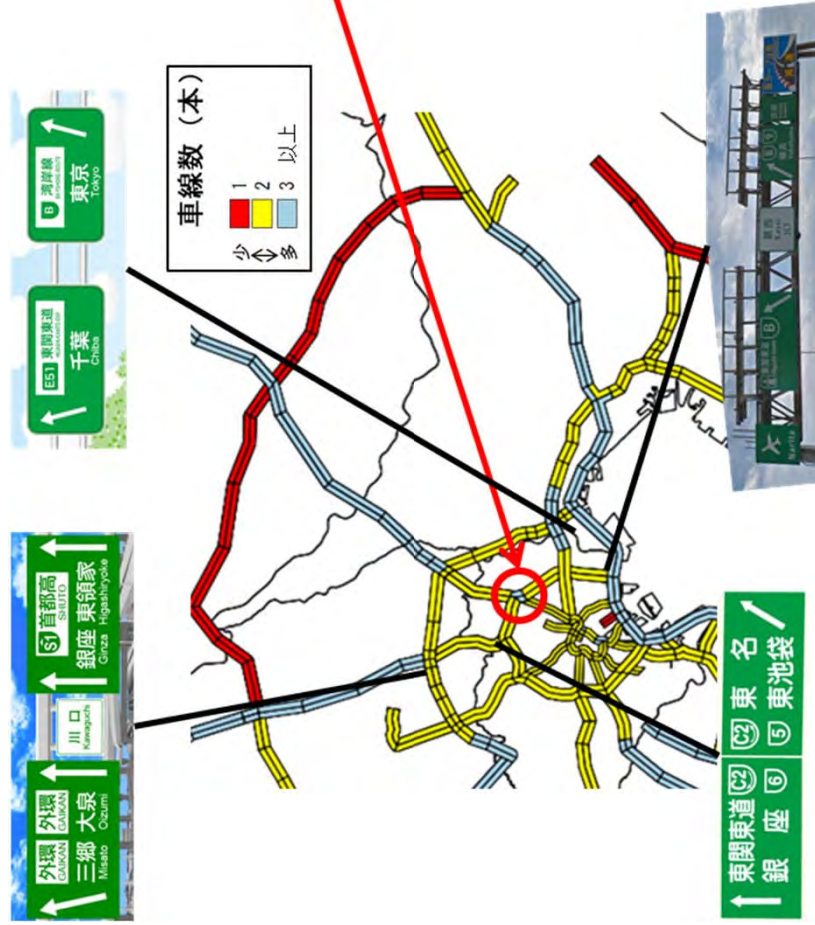 外環 外環
GAIKAN GAIKAN
三郷 大泉
Misato Oizumi
川口
Kawaguchi
S1 首都高
SHUTO
銀座 東領家
Ginza Higashiryoke
E51 東関東道
千葉
Chiba
B 湾岸線
東京
Tokyo
車線数（本）
少
多
1
2
3 以上
東関東道 C2
銀座 6
C2 東名
5 東池袋
Narita
B